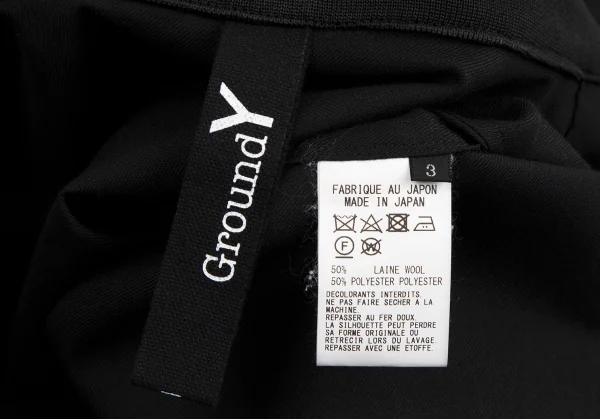 GroundY
3
FABRIQUE AU JAPON
MADE IN JAPAN
F
W
50% LAINE WOOL
50% POLYESTER POLYESTER
DECOLORANTS INTERDITS.
NE PAS FAIRE SECHER A LA
MACHINE.
REPASSER AU FER DOUX.
LA SILHOUETTE PEUT PERDRE
SA FORME ORIGINALE OU
RETRECIR LORS DU LAVAGE.
REPASSER AVEC UNE ETOFFE.